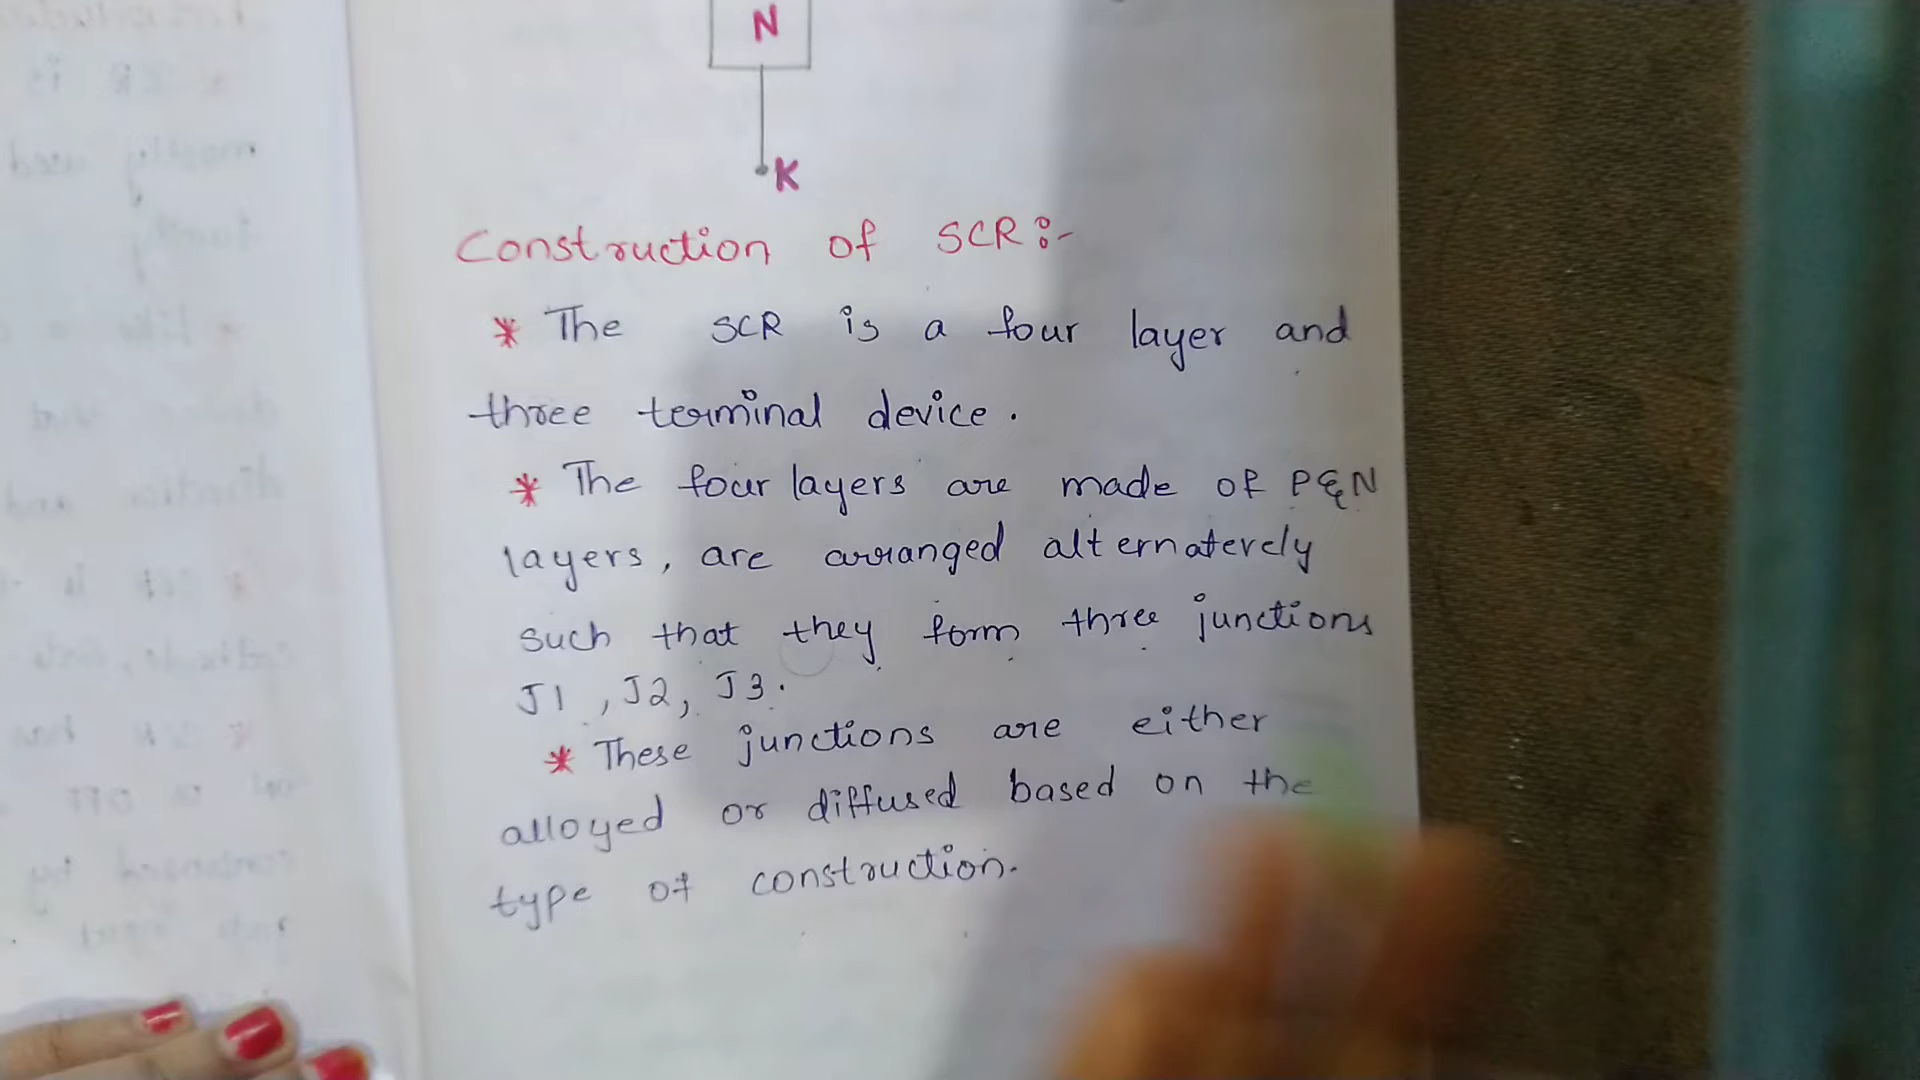 N
K
Construction of SCR:-
* The SCR is a four layer and
three terminal device.
* The four layers are made of P&N
layers, are arranged alternaterely
such that they form three junctions
J1, J2, J3.
* These junctions are either
alloyed or diffused based on the
type of construction.